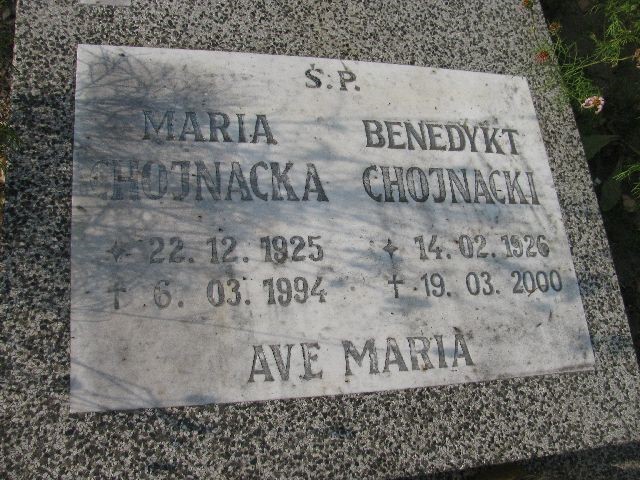 Ś.P.
MARIA BENEDYKT
CHOJNACKA CHOJNACKI
22. 12. 1925 14. 02. 1926
† 6. 03. 1994 † 19. 03. 2000
AVE MARIA